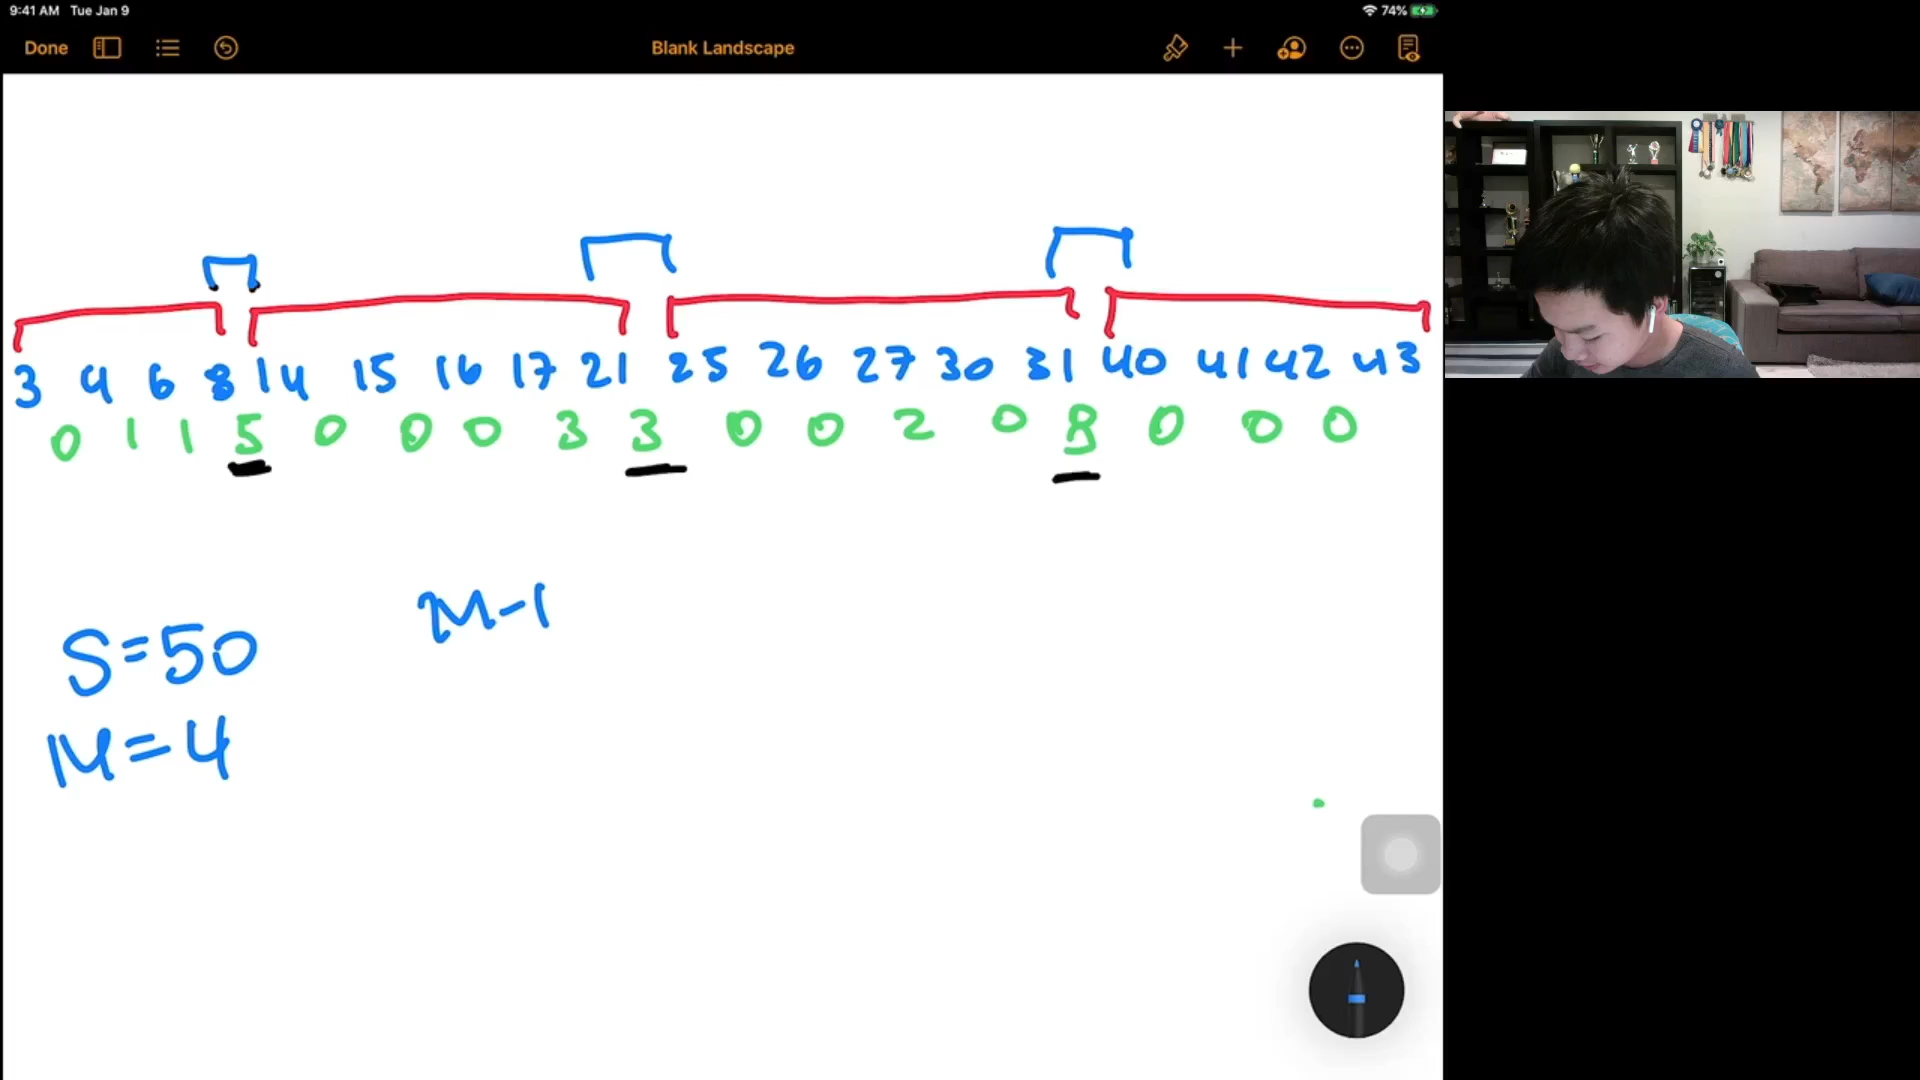 9:41 AM Tue Jan 9
74%
Done
Blank Landscape
3 4 6 8 14 15 16 17 21 25 26 27 30 31 40 41 42 43
0 1 1 5 0 0 0 3 3 0 0 2 0 8 0 0 0
M-1
S=50
M=4